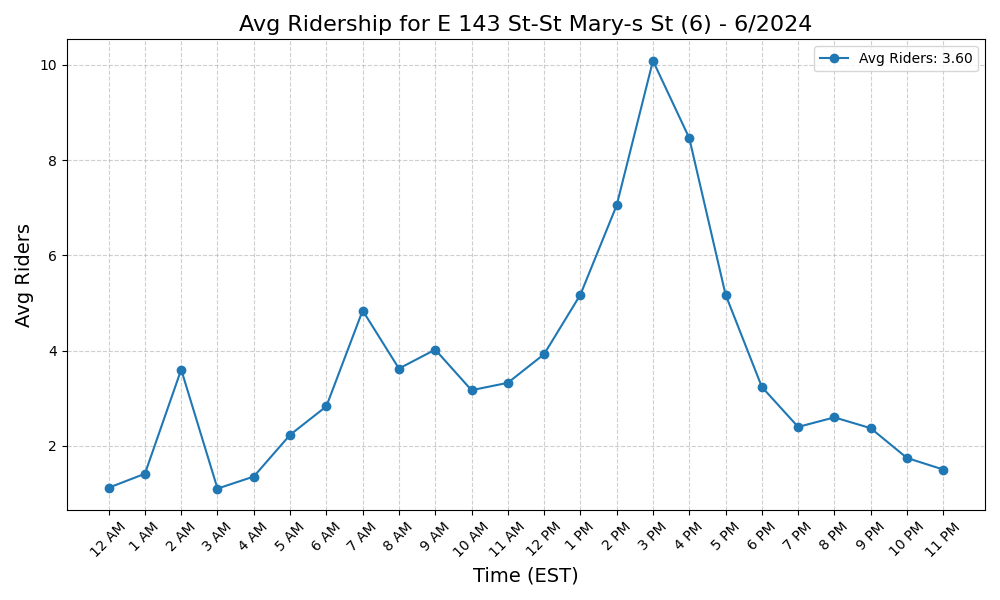 Avg Ridership for E 143 St-St Mary-s St (6) - 6/2024
Avg Riders: 3.60
Avg Riders
10
8
6
4
2
12 AM
1 AM
2 AM
3 AM
4 AM
5 AM
6 AM
7 AM
8 AM
9 AM
10 AM
11 AM
12 PM
1 PM
2 PM
3 PM
4 PM
5 PM
6 PM
7 PM
8 PM
9 PM
10 PM
11 PM
Time (EST)